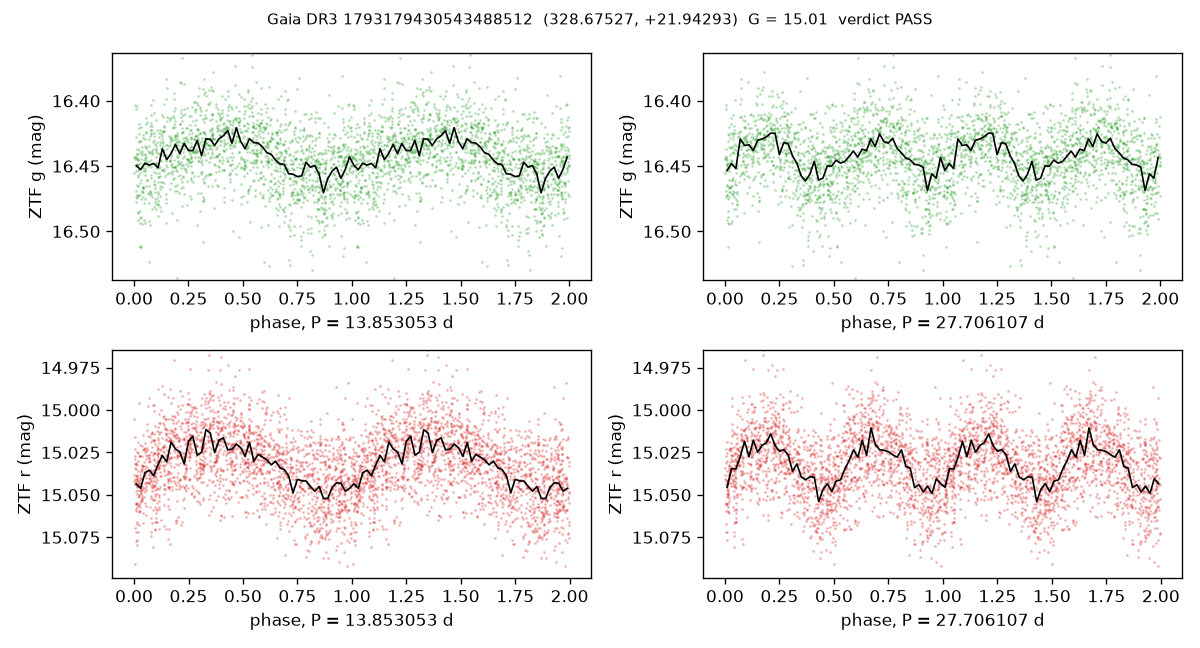 Gaia DR3 1793179430543488512 (328.67527, +21.94293) G = 15.01 verdict PASS
ZTF g (mag)
16.40
16.45
16.50
0.00 0.25 0.50 0.75 1.00 1.25 1.50 1.75 2.00
phase, P = 13.853053 d
ZTF g (mag)
16.40
16.45
16.50
0.00 0.25 0.50 0.75 1.00 1.25 1.50 1.75 2.00
phase, P = 27.706107 d
ZTF r (mag)
14.975
15.000
15.025
15.050
15.075
0.00 0.25 0.50 0.75 1.00 1.25 1.50 1.75 2.00
phase, P = 13.853053 d
ZTF r (mag)
14.975
15.000
15.025
15.050
15.075
0.00 0.25 0.50 0.75 1.00 1.25 1.50 1.75 2.00
phase, P = 27.706107 d